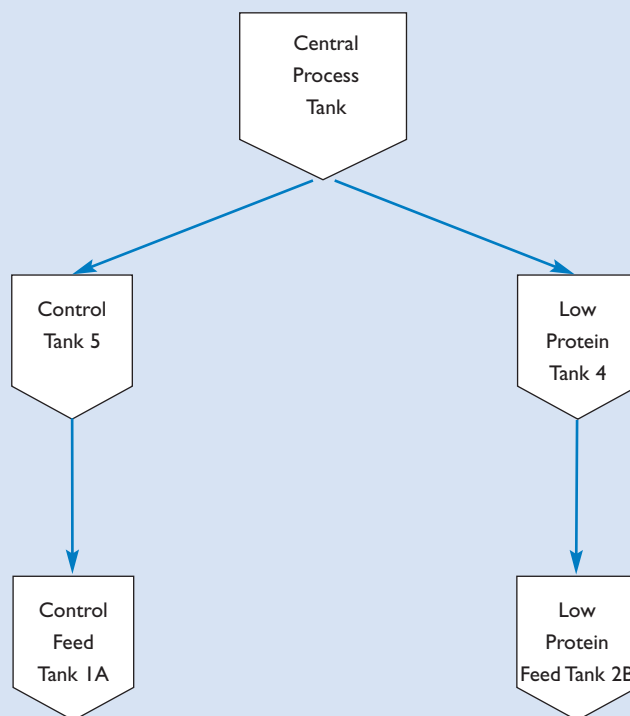 Central
Process
Tank
Control
Tank 5
Low
Protein
Tank 4
Control
Feed
Tank 1A
Low
Protein
Feed Tank 2B